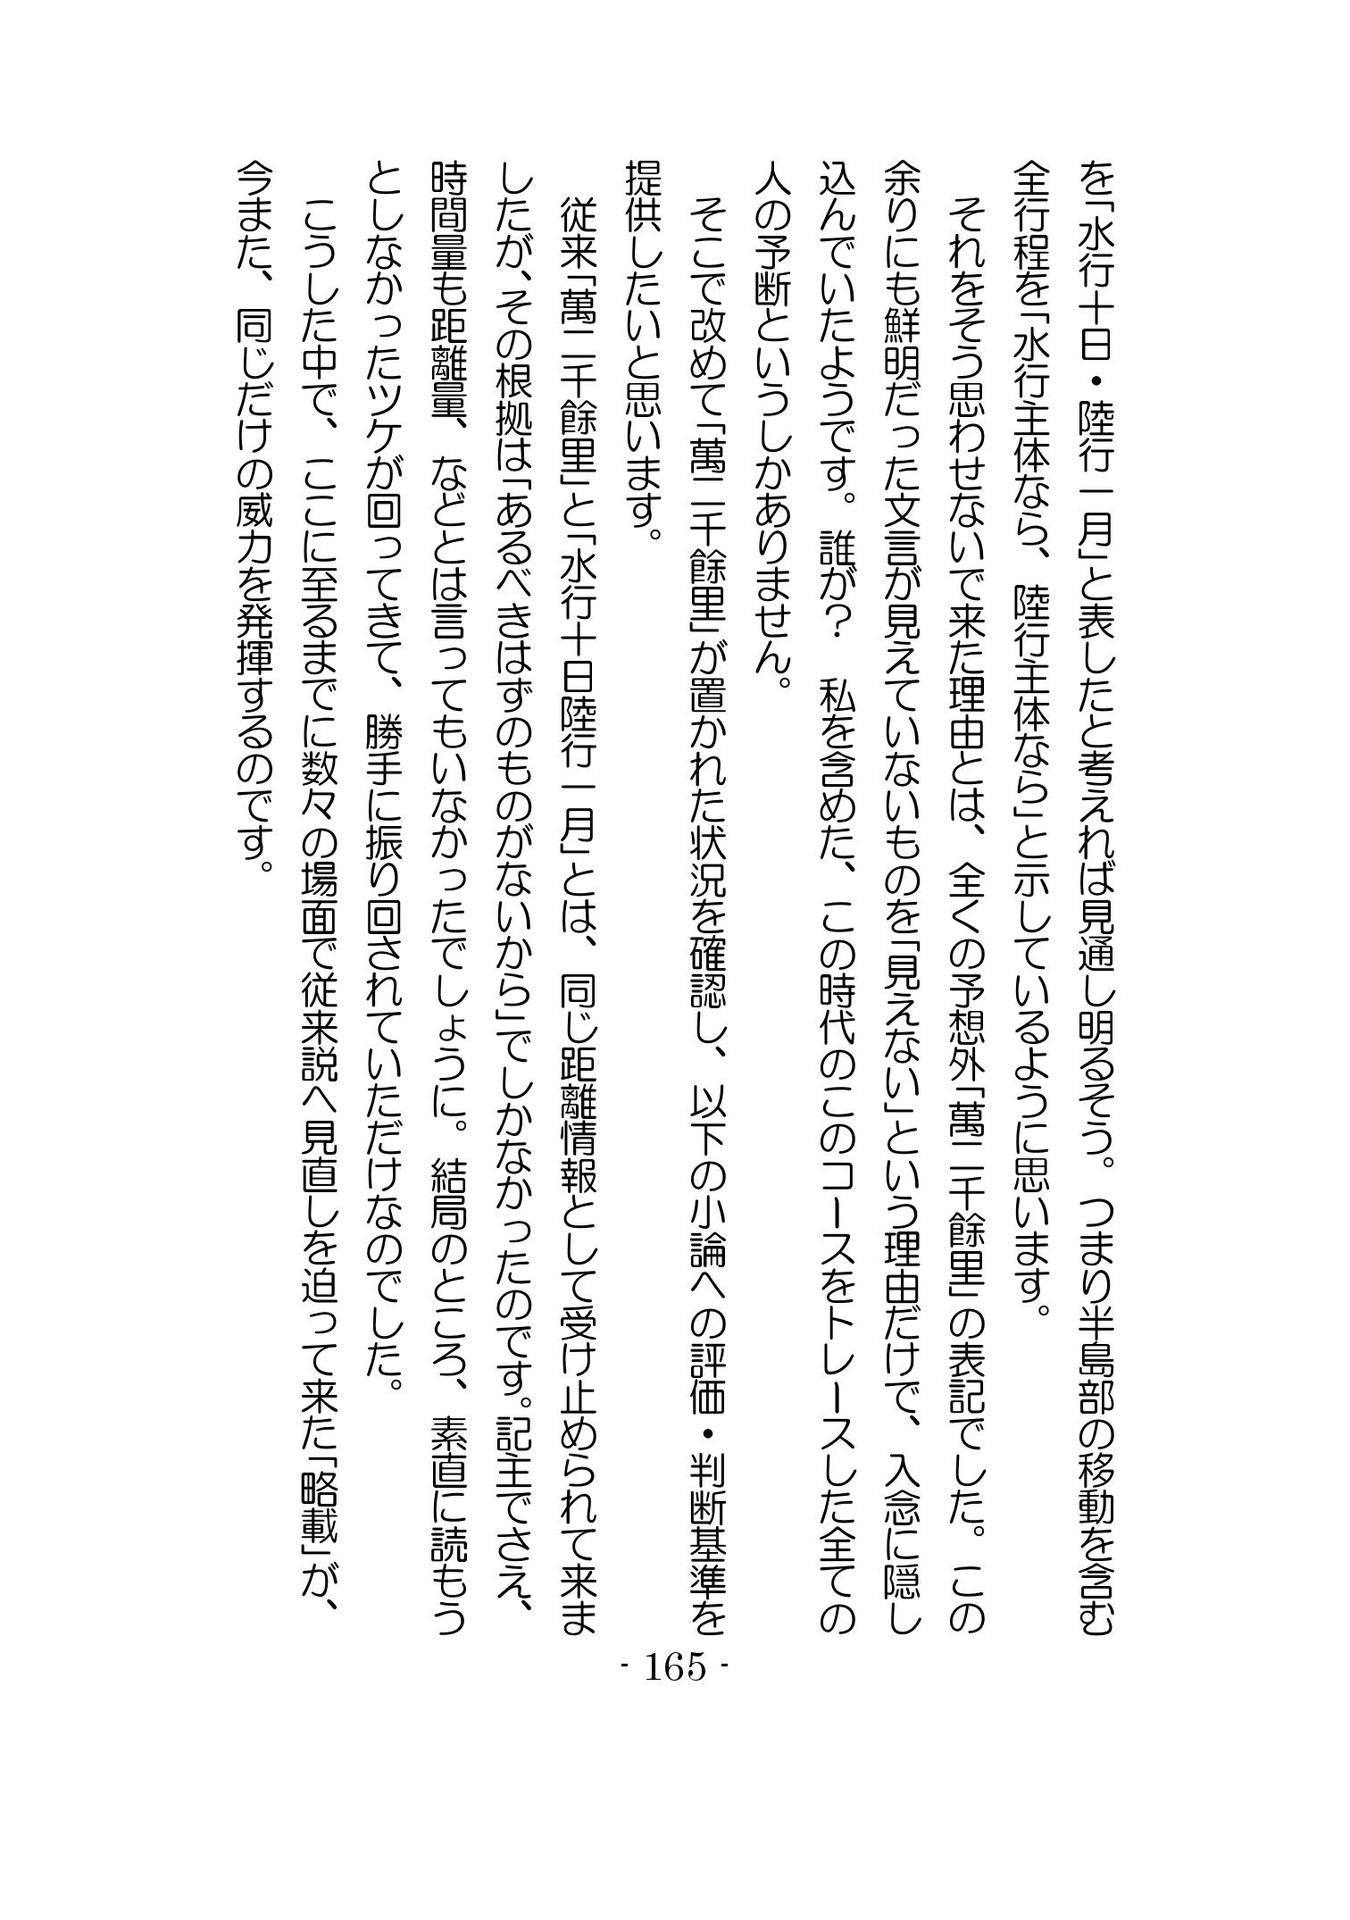 を「水行十日・陸行一月」と表したと考えれば見通し明るそう。つまり半島部の移動を含む
全行程を「水行主体なら、陸行主体なら」と示しているように思います。
　それをそう思わせないで来た理由とは、全くの予想外「萬二千餘里」の表記でした。この
余りにも鮮明だった文言が見えていないものを「見えない」という理由だけで、入念に隠し
込んでいたようです。誰が？　私を含めた、この時代のこのコースをトレースした全ての
人の予断というしかありません。
　そこで改めて「萬二千餘里」が置かれた状況を確認し、以下の小論への評価・判断基準を
提供したいと思います。
　従来「萬二千餘里」と「水行十日陸行一月」とは、同じ距離情報として受け止められて来ま
したが、その根拠は「あるべきはずのものがないから」でしかなかったのです。記主でさえ、
時間量も距離量、などとは言ってもいなかったでしょうに。結局のところ、素直に読もう
としなかったツケが回ってきて、勝手に振り回されていただけなのでした。
　こうした中で、ここに至るまでに数々の場面で従来説へ見直しを迫って来た「略載」が、
今また、同じだけの威力を発揮するのです。
- 165 -